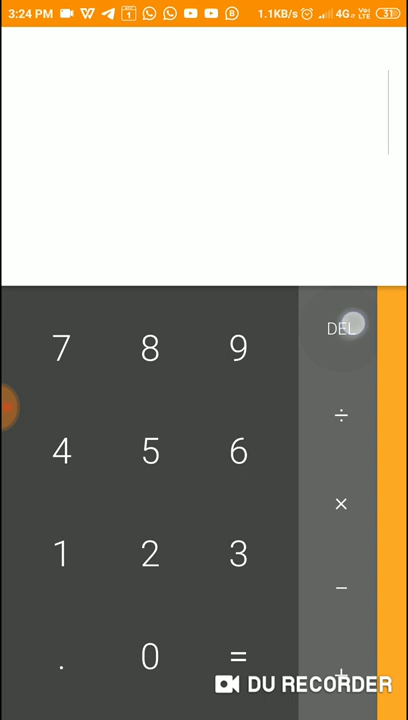 3:24 PM 1.1KB/s 4G Vo LTE 31
DEL
7 8 9
÷
4 5 6
×
1 2 3
−
. 0 =
+
DU RECORDER